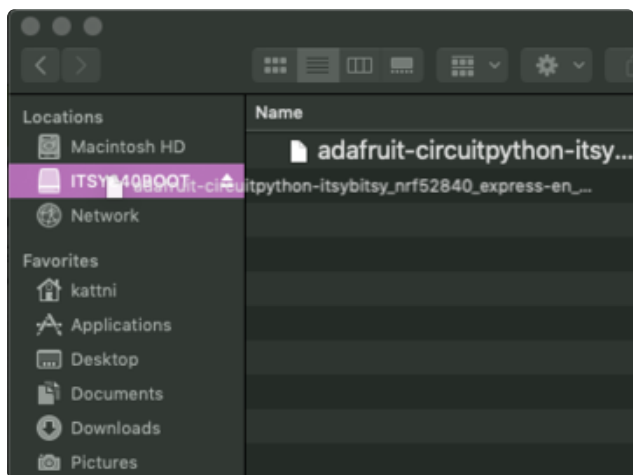 Locations
Name
Macintosh HD
adafruit-circuitpython-itsy...
ITSY840BOOT
adafruit-circuitpython-itsybitsy_nrf52840_express-en_...
Network
Favorites
kattni
Applications
Desktop
Documents
Downloads
Pictures